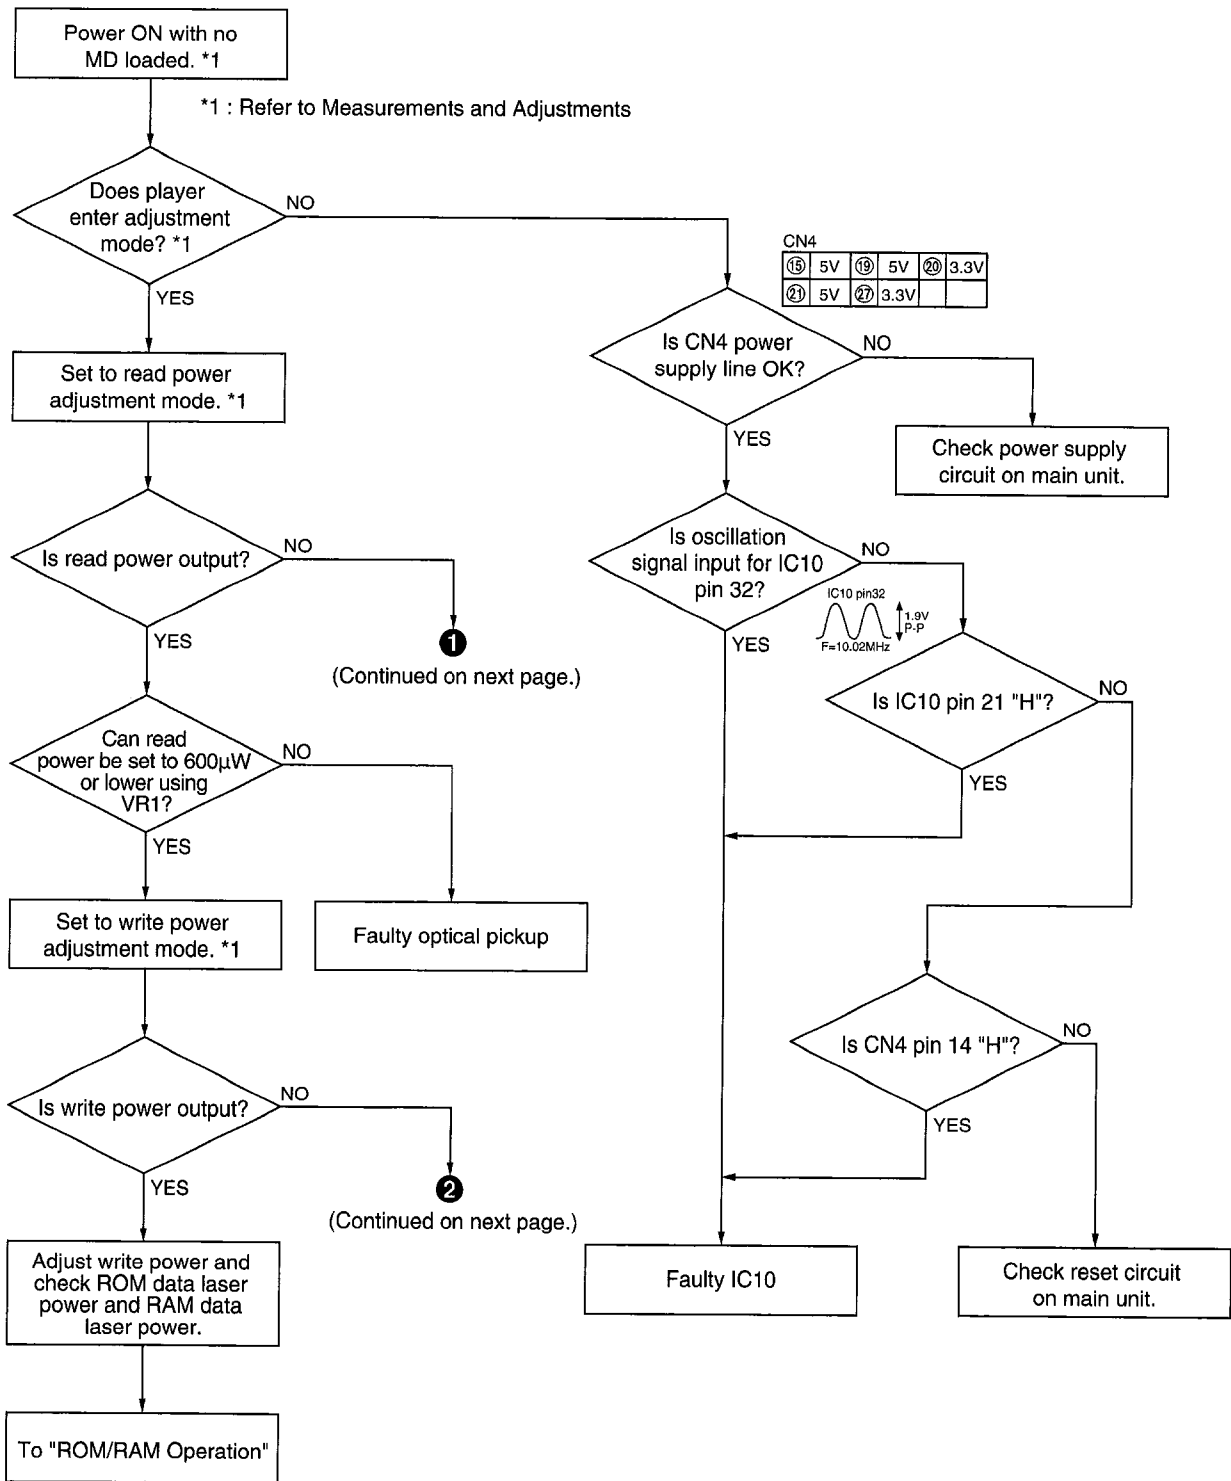 Power ON with no
MD loaded. *1
*1 : Refer to Measurements and Adjustments
Does player
enter adjustment
mode? *1
NO
YES
Set to read power
adjustment mode. *1
Is read power output?
NO
YES
1
(Continued on next page.)
Can read
power be set to 600µW
or lower using
VR1?
NO
YES
Faulty optical pickup
Set to write power
adjustment mode. *1
Is write power output?
NO
YES
2
(Continued on next page.)
Adjust write power and
check ROM data laser
power and RAM data
laser power.
To "ROM/RAM Operation"
CN4
⑮ 5V ⑲ 5V ⑳ 3.3V
㉑ 5V ㉗ 3.3V
Is CN4 power
supply line OK?
NO
YES
Check power supply
circuit on main unit.
Is oscillation
signal input for IC10
pin 32?
NO
YES
IC10 pin32
1.9V
P-P
F=10.02MHz
Is IC10 pin 21 "H"?
NO
YES
Is CN4 pin 14 "H"?
NO
YES
Faulty IC10
Check reset circuit
on main unit.